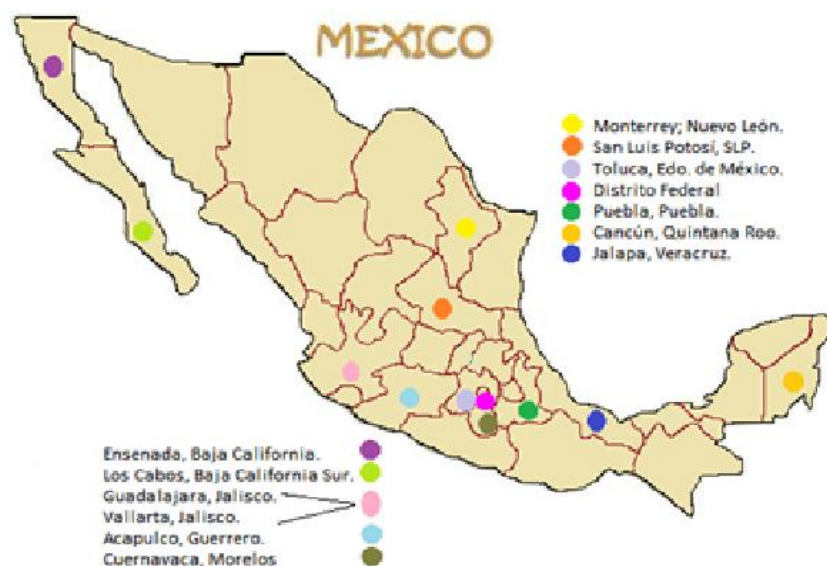 MEXICO
Monterrey; Nuevo León.
San Luis Potosí, SLP.
Toluca, Edo. de México.
Distrito Federal
Puebla, Puebla.
Cancún, Quintana Roo.
Jalapa, Veracruz.
Ensenada, Baja California.
Los Cabos, Baja California Sur.
Guadalajara, Jalisco.
Vallarta, Jalisco.
Acapulco, Guerrero.
Cuernavaca, Morelos